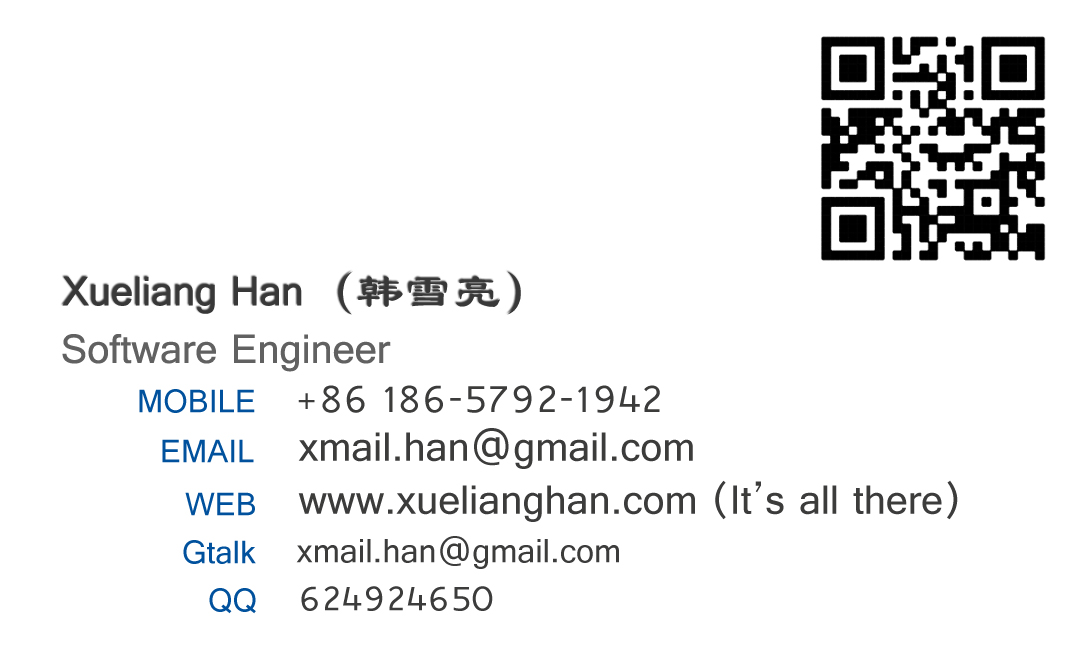 Xueliang Han (韩雪亮)
Software Engineer
MOBILE +86 186-5792-1942
EMAIL xmail.han@gmail.com
WEB www.xuelianghan.com (It's all there)
Gtalk xmail.han@gmail.com
QQ 624924650